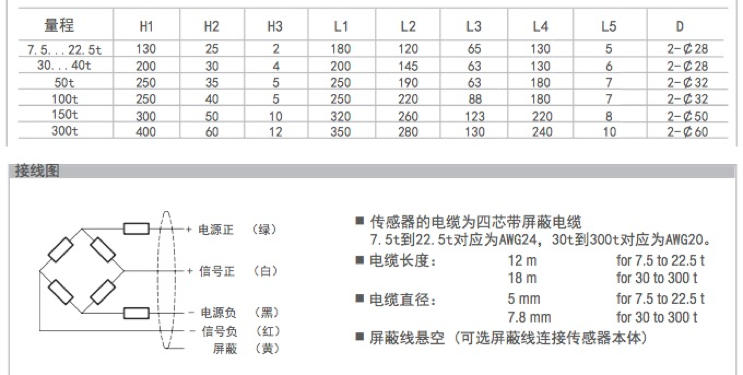 量程 H1 H2 H3 L1 L2 L3 L4 L5 D
7.5...22.5t 130 25 2 180 120 65 130 5 2-₵28
30...40t 200 30 4 200 145 63 130 6 2-₵28
50t 250 35 5 250 190 63 180 7 2-₵32
100t 250 40 5 250 220 88 180 7 2-₵32
150t 300 50 10 320 260 123 220 8 2-₵50
300t 400 60 12 350 280 130 240 10 2-₵60
接线图
+ 电源正 (绿)
+ 信号正 (白)
- 电源负 (黑)
- 信号负 (红)
屏蔽 (黄)
■ 传感器的电缆为四芯带屏蔽电缆
7.5t到22.5t对应为AWG24，30t到300t对应为AWG20。
■ 电缆长度： 12 m for 7.5 to 22.5 t
18 m for 30 to 300 t
■ 电缆直径： 5 mm for 7.5 to 22.5 t
7.8 mm for 30 to 300 t
■ 屏蔽线悬空 (可选屏蔽线连接传感器本体)